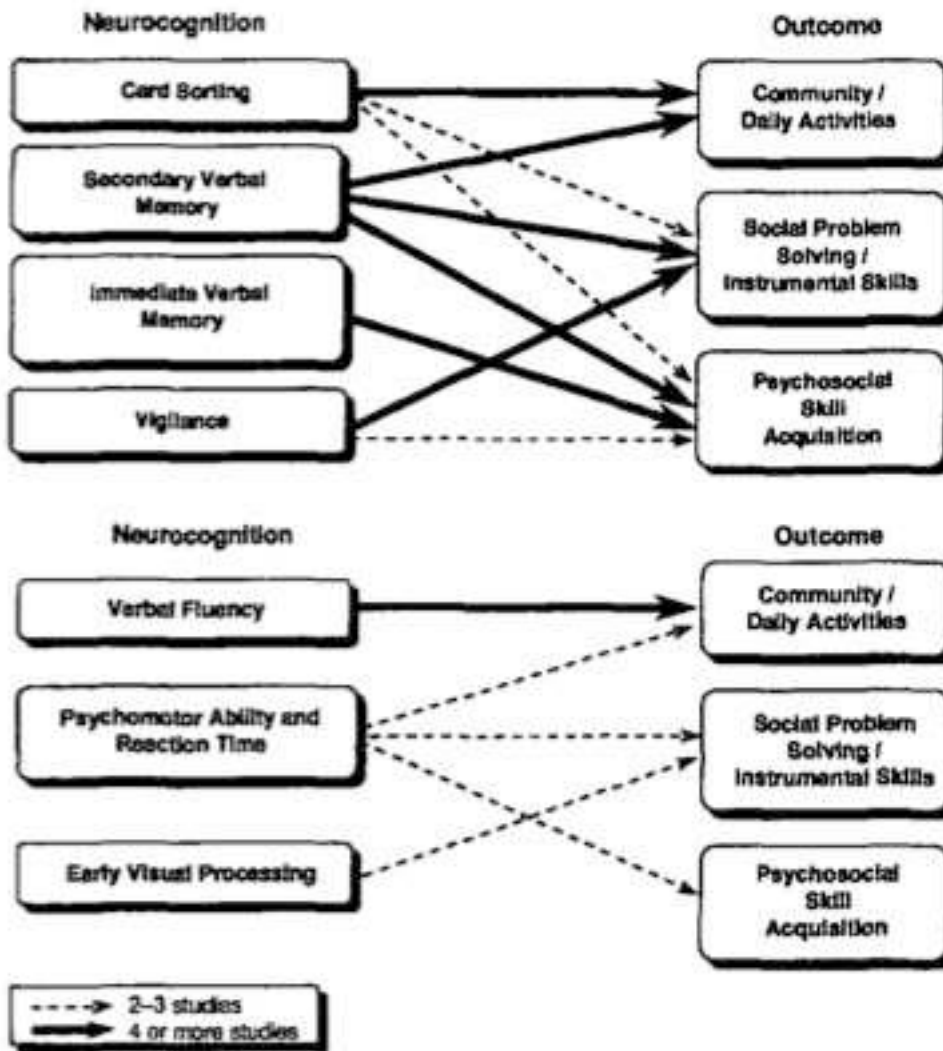 Neurocognition
Outcome
Card Sorting
Community /
Daily Activities
Secondary Verbal
Memory
Social Problem
Solving /
Instrumental Skills
Immediate Verbal
Memory
Psychosocial
Skill
Acquisition
Vigilance
Neurocognition
Outcome
Verbal Fluency
Community /
Daily Activities
Psychomotor Ability and
Reaction Time
Social Problem
Solving /
Instrumental Skills
Early Visual Processing
Psychosocial
Skill
Acquisition
2–3 studies
4 or more studies